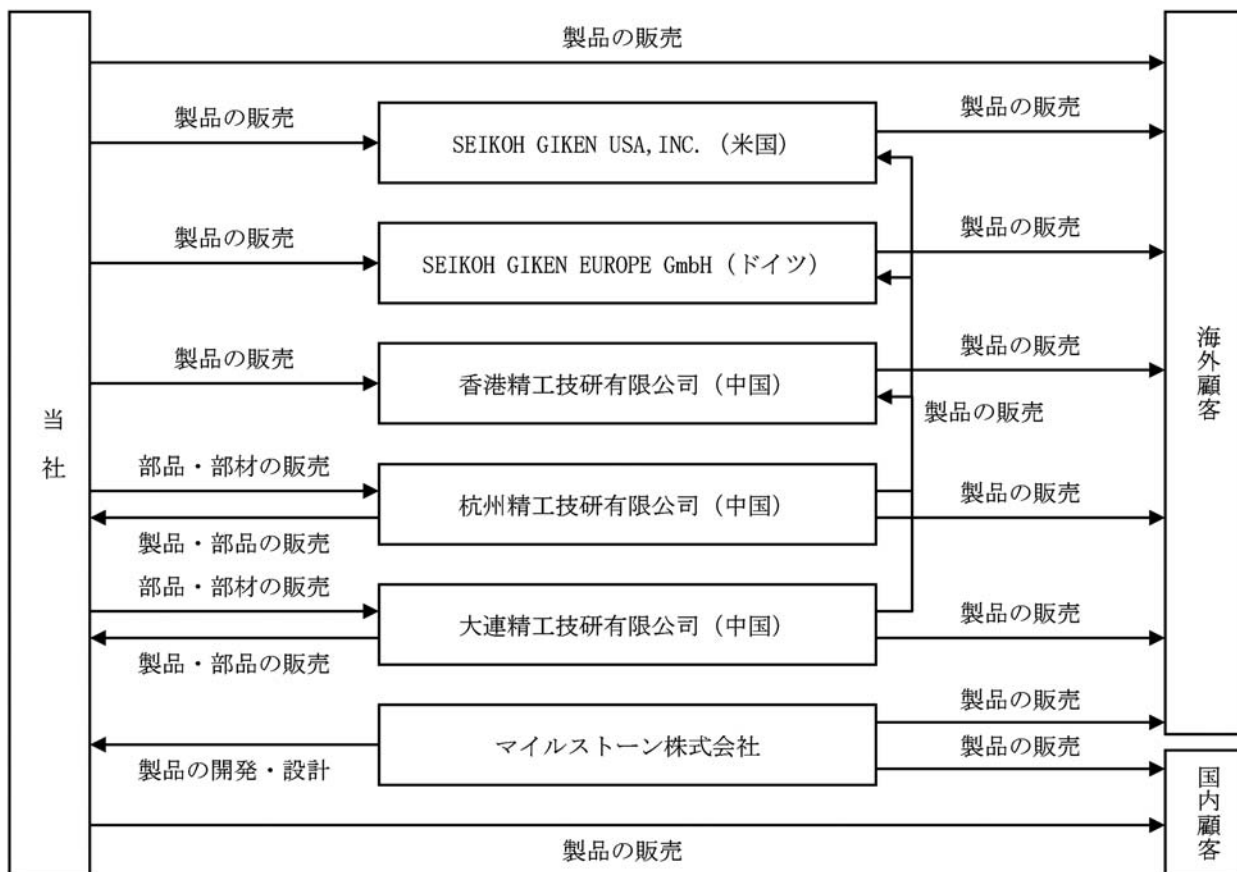 製品の販売
製品の販売
SEIKOH GIKEN USA,INC.（米国）
製品の販売
製品の販売
SEIKOH GIKEN EUROPE GmbH（ドイツ）
製品の販売
製品の販売
香港精工技研有限公司（中国）
製品の販売
製品の販売
当社
海外顧客
部品・部材の販売
杭州精工技研有限公司（中国）
製品の販売
製品・部品の販売
部品・部材の販売
大連精工技研有限公司（中国）
製品の販売
製品・部品の販売
マイルストーン株式会社
製品の販売
製品の販売
製品の開発・設計
国内顧客
製品の販売